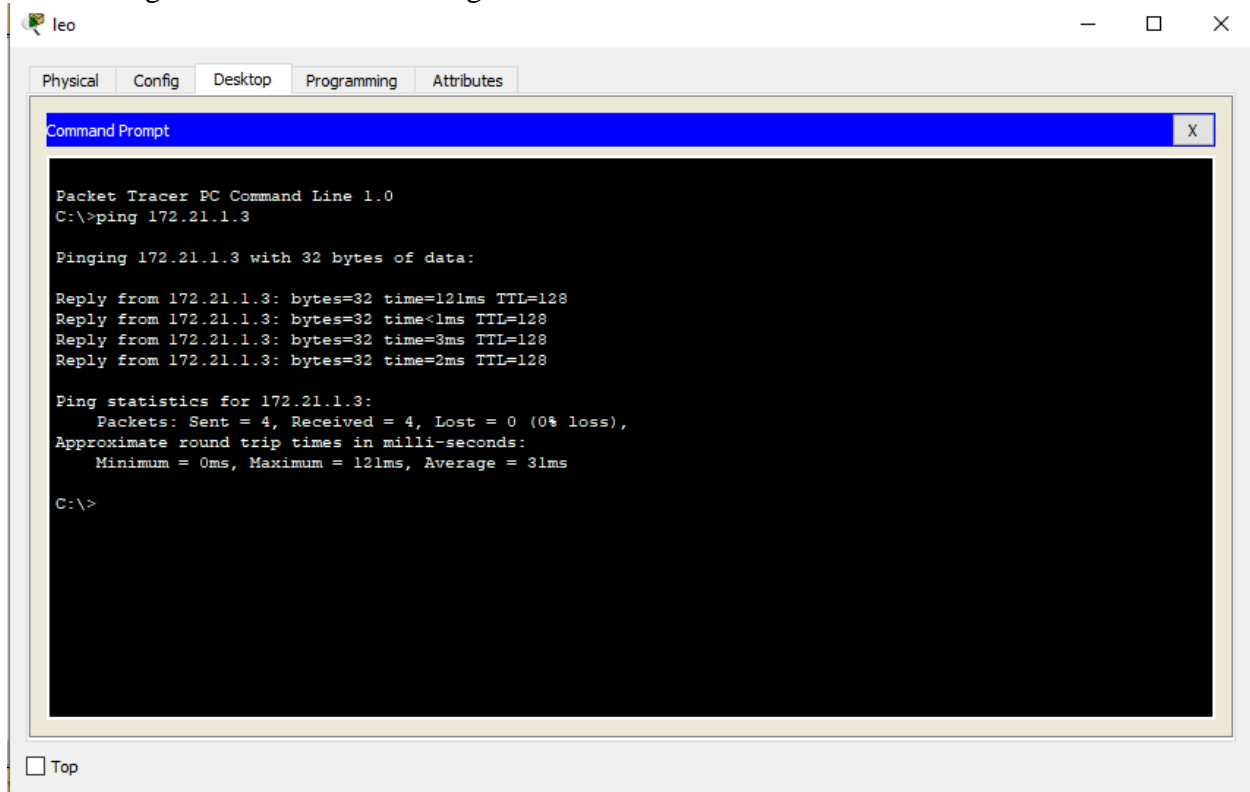 leo
Physical Config Desktop Programming Attributes
Command Prompt X
Packet Tracer PC Command Line 1.0
C:\>ping 172.21.1.3
Pinging 172.21.1.3 with 32 bytes of data:
Reply from 172.21.1.3: bytes=32 time=121ms TTL=128
Reply from 172.21.1.3: bytes=32 time<1ms TTL=128
Reply from 172.21.1.3: bytes=32 time=3ms TTL=128
Reply from 172.21.1.3: bytes=32 time=2ms TTL=128
Ping statistics for 172.21.1.3:
Packets: Sent = 4, Received = 4, Lost = 0 (0% loss),
Approximate round trip times in milli-seconds:
Minimum = 0ms, Maximum = 121ms, Average = 31ms
C:\>
Top